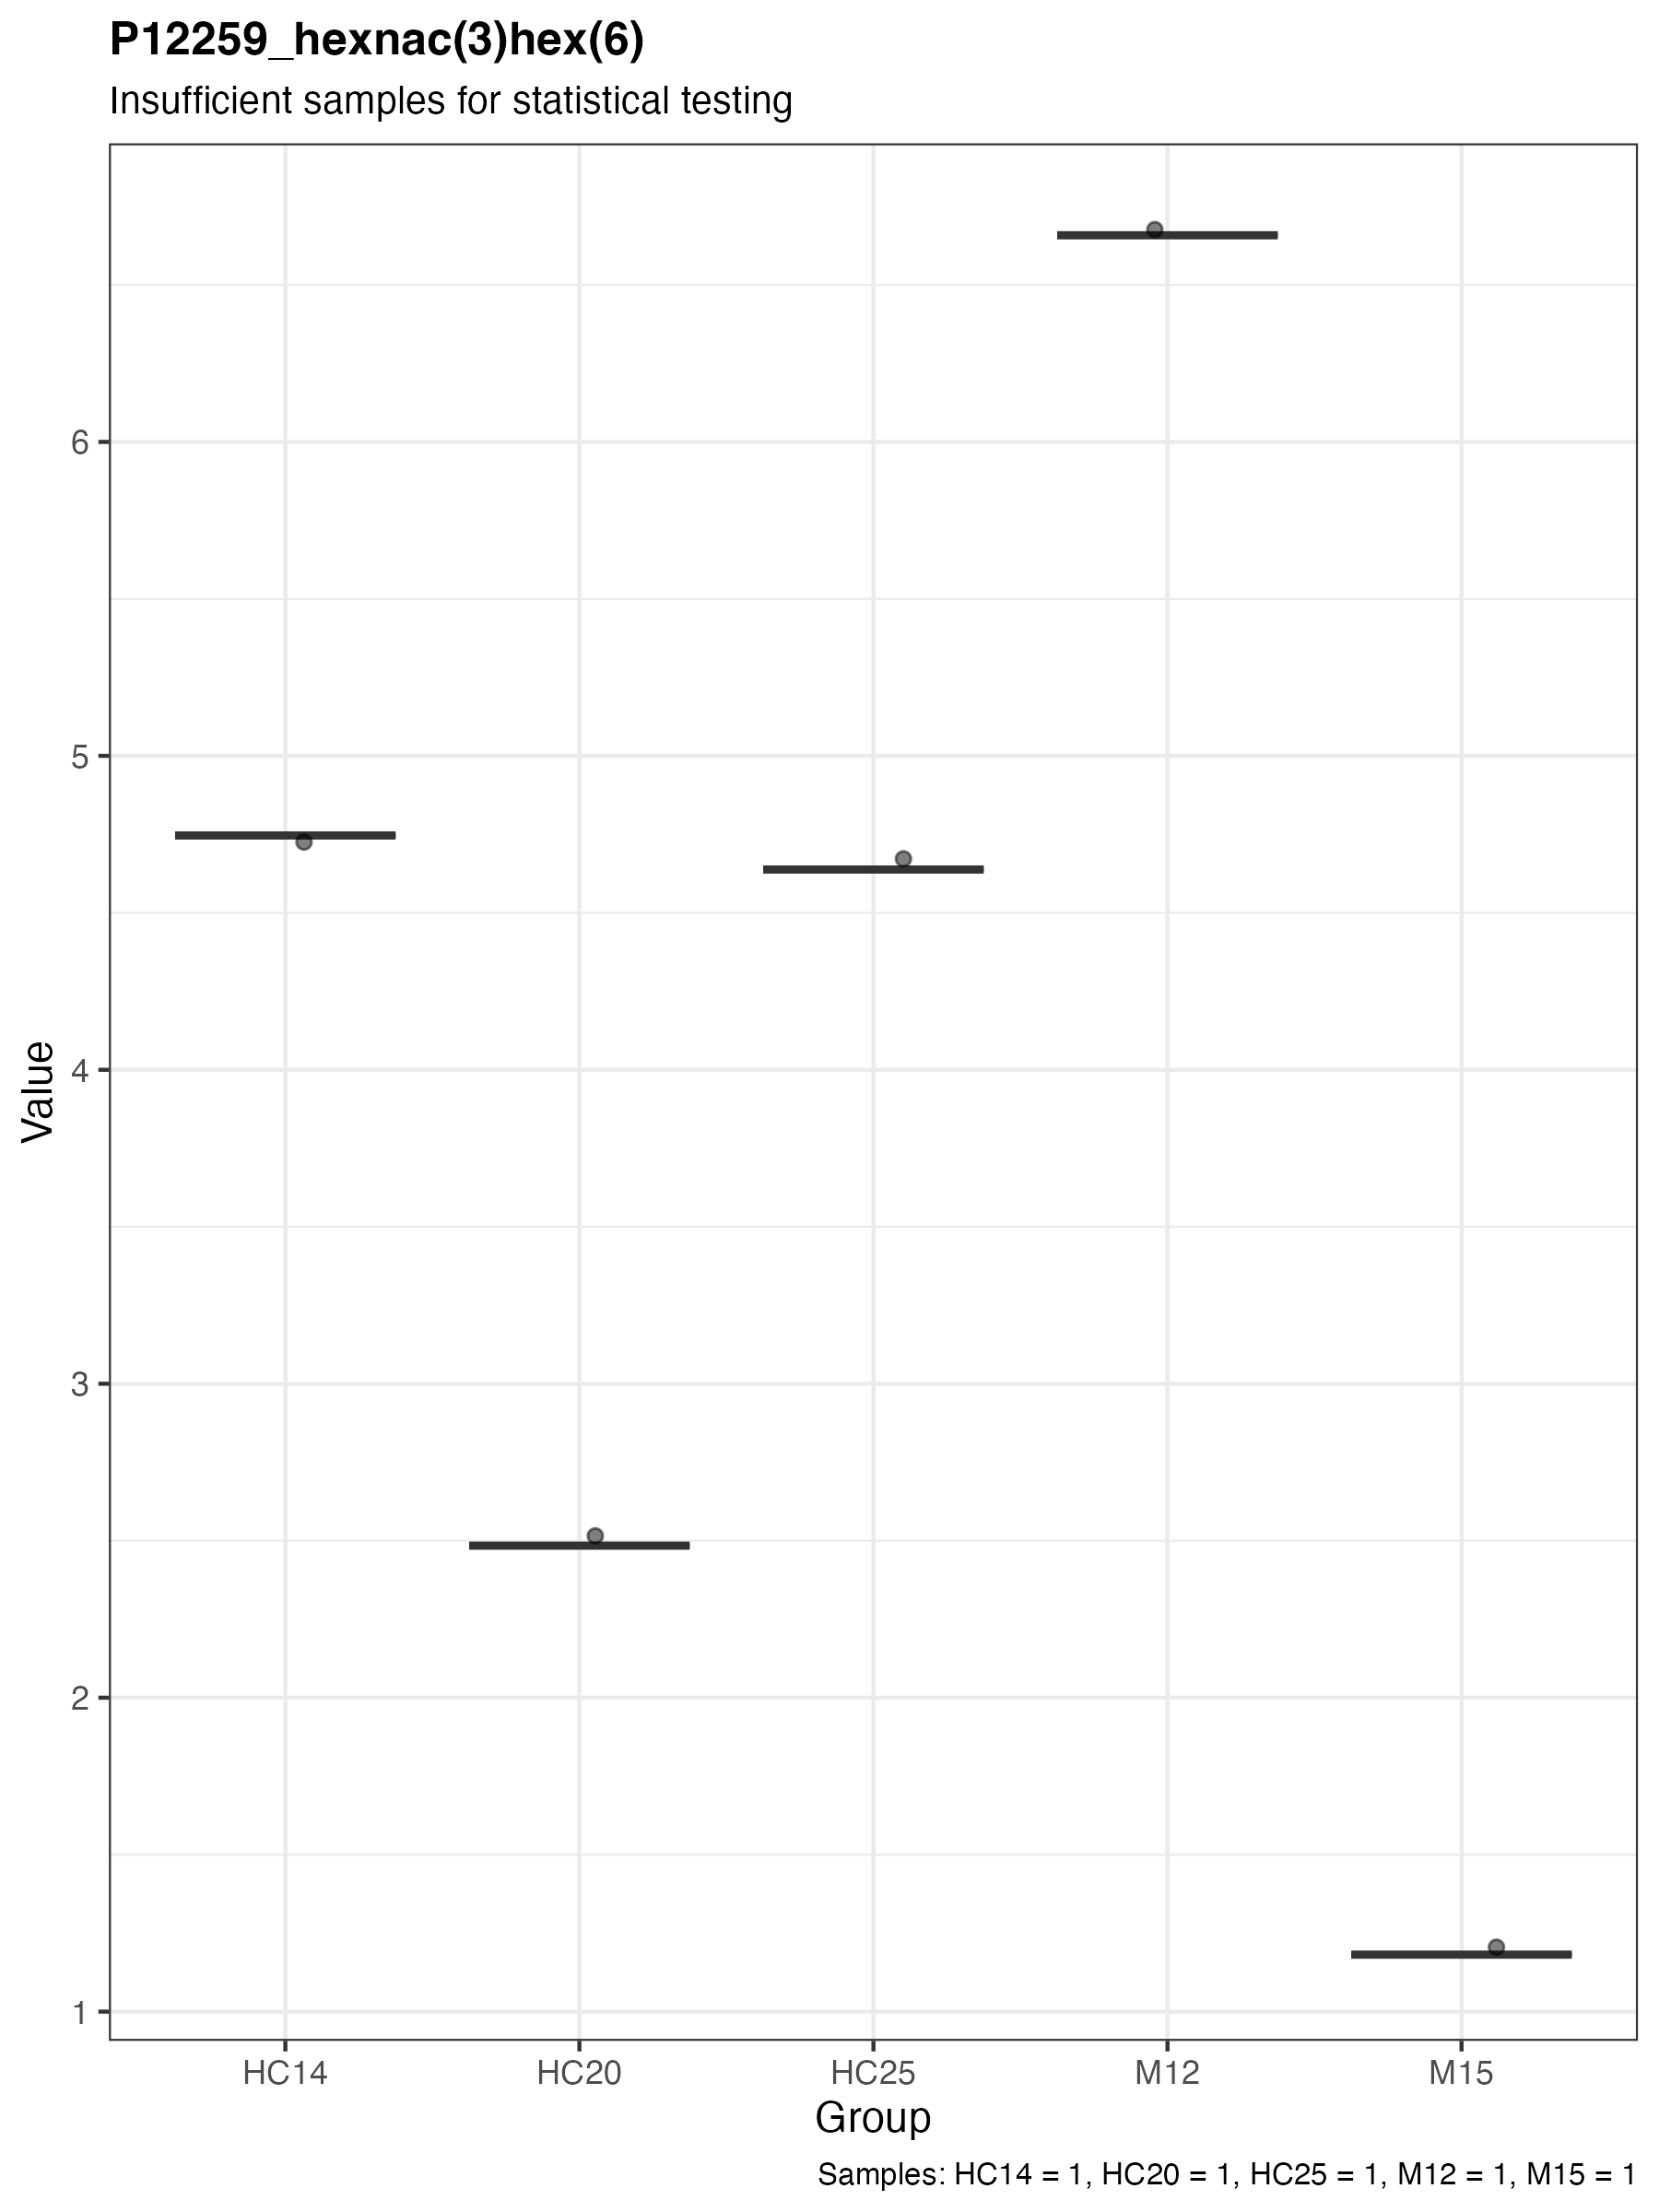 P12259_hexnac(3)hex(6)
Insufficient samples for statistical testing
Value
6
5
4
3
2
1
HC14 HC20 HC25 M12 M15
Group
Samples: HC14 = 1, HC20 = 1, HC25 = 1, M12 = 1, M15 = 1